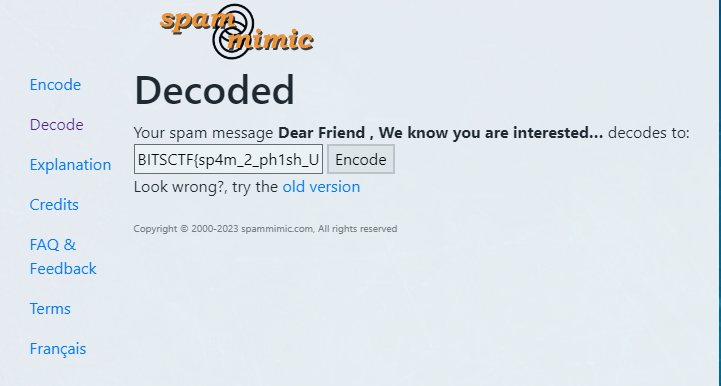 spam
mimic
Encode
Decode
Explanation
Credits
FAQ &
Feedback
Terms
Français
Decoded
Your spam message Dear Friend , We know you are interested... decodes to:
BITSCTF{sp4m_2_ph1sh_U Encode
Look wrong?, try the old version
Copyright © 2000-2023 spammimic.com, All rights reserved